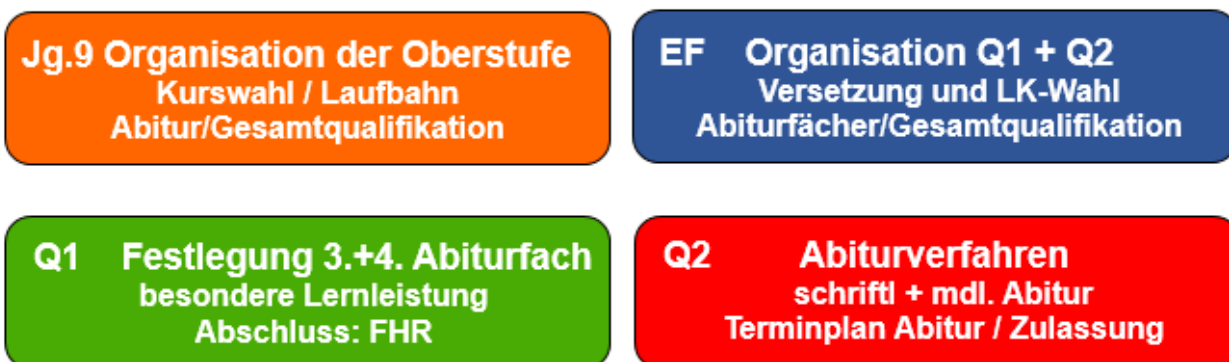 Jg.9 Organisation der Oberstufe
Kurswahl / Laufbahn
Abitur/Gesamtqualifikation
EF Organisation Q1 + Q2
Versetzung und LK-Wahl
Abiturfächer/Gesamtqualifikation
Q1 Festlegung 3.+4. Abiturfach
besondere Lernleistung
Abschluss: FHR
Q2 Abiturverfahren
schriftl + mdl. Abitur
Terminplan Abitur / Zulassung